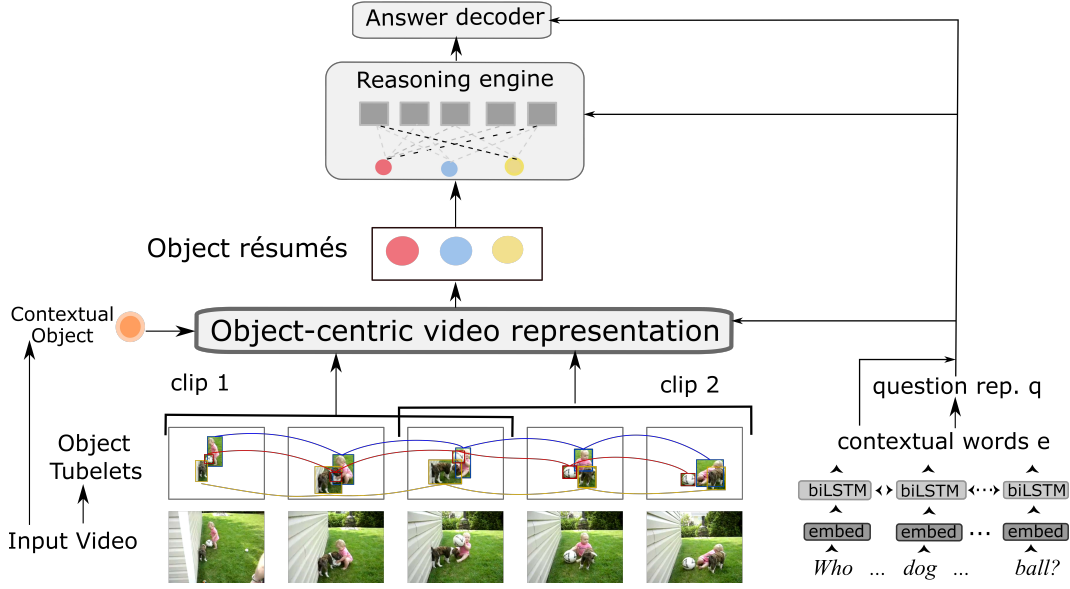 Answer decoder
Reasoning engine
Object résumés
Contextual
Object
Object-centric video representation
clip 1
clip 2
question rep. q
Object
Tubelets
contextual words e
biLSTM
biLSTM
biLSTM
Input Video
embed
embed
...
embed
Who ... dog ... ball?